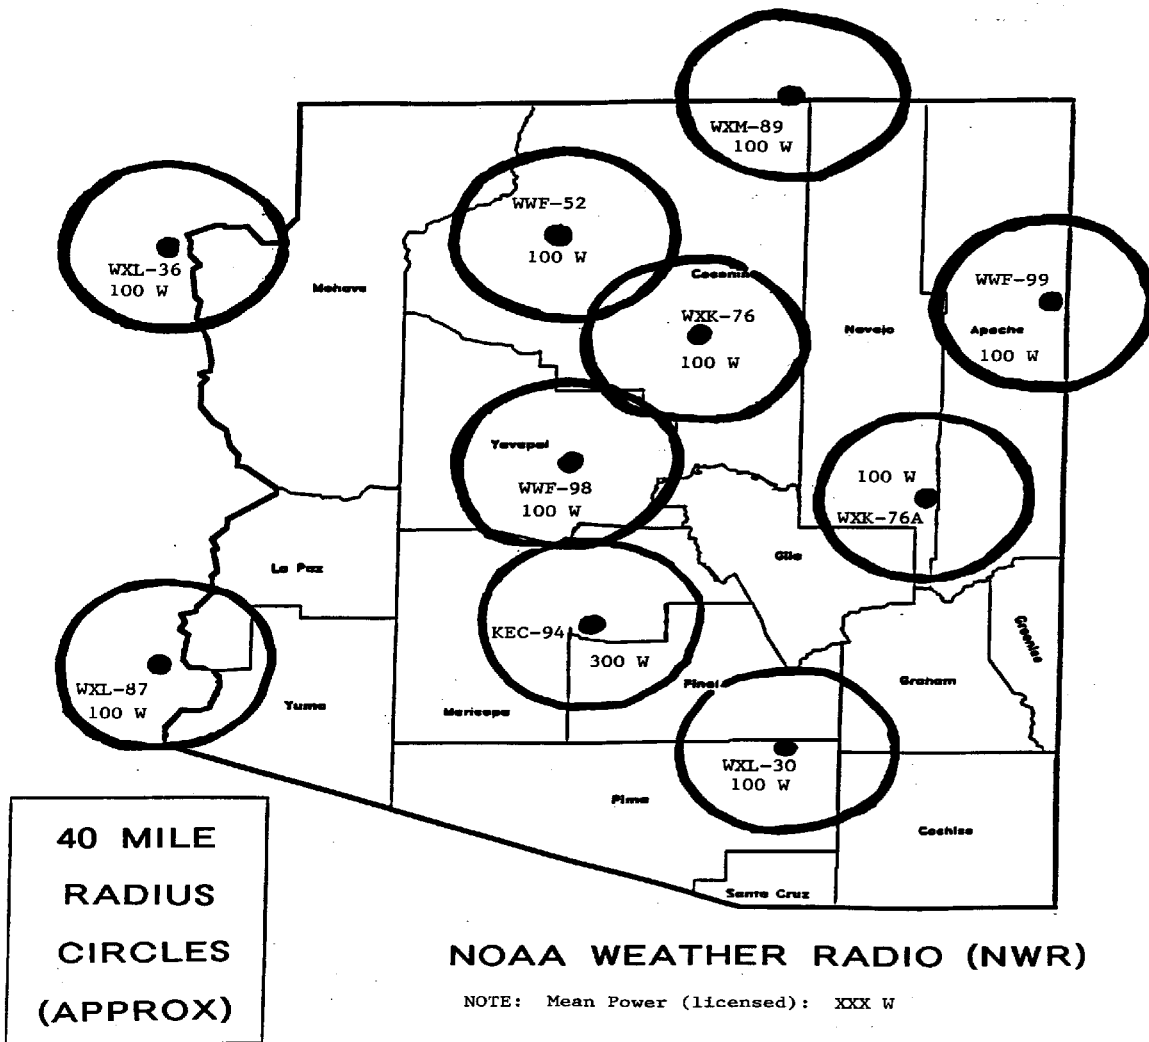 WXM-89
100 W
WWF-52
100 W
WXL-36
100 W
Mohave
Coconino
WWF-99
WXK-76
100 W
Navajo
Apache
100 W
Yavapai
WWF-98
100 W
100 W
WXK-76A
Gila
La Paz
KEC-94
300 W
Greenlee
Graham
Pinal
WXL-87
100 W
Yuma
Maricopa
WXL-30
100 W
Pima
Cochise
Santa Cruz
40 MILE
RADIUS
CIRCLES
(APPROX)
NOAA WEATHER RADIO (NWR)
NOTE: Mean Power (licensed): XXX W